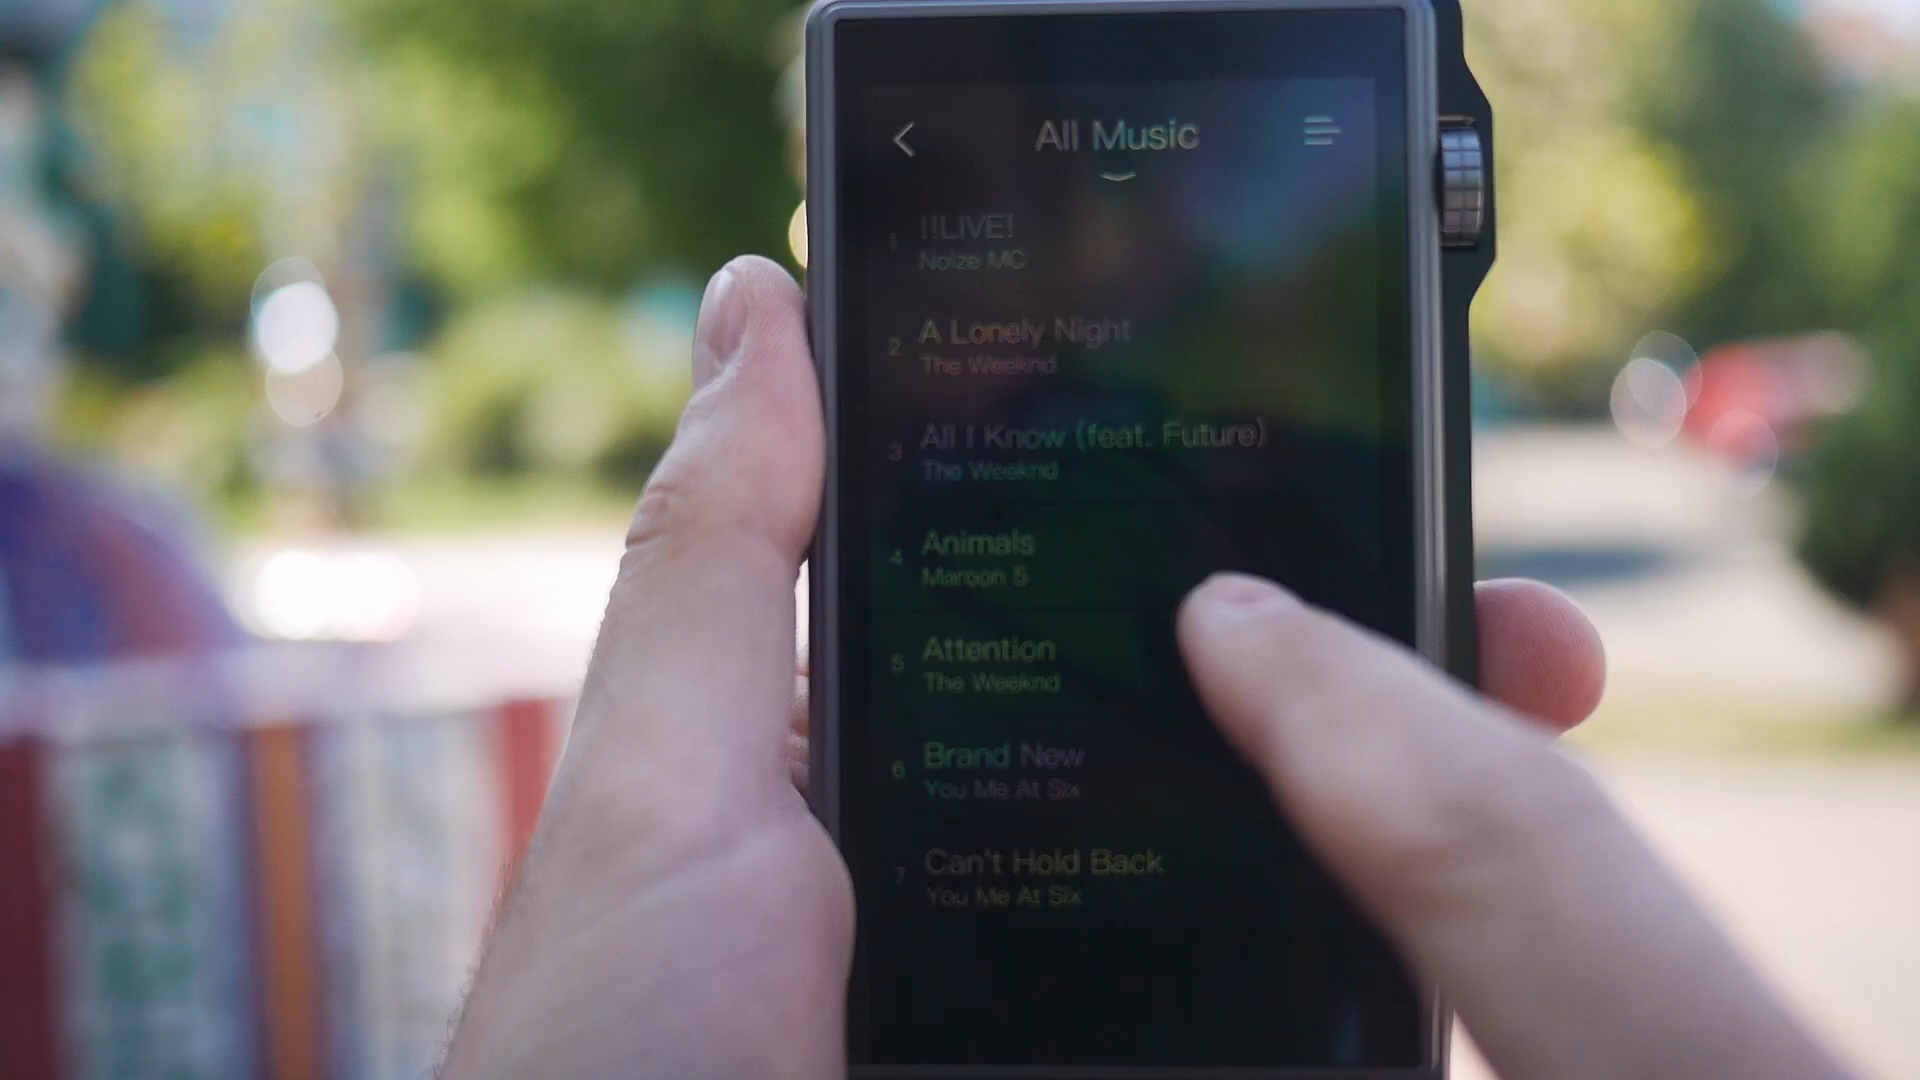 All Music
1
!!LIVE!
Noize MC
2
A Lonely Night
The Weeknd
3
All I Know (feat. Future)
The Weeknd
4
Animals
Maroon 5
5
Attention
The Weeknd
6
Brand New
You Me At Six
7
Can't Hold Back
You Me At Six